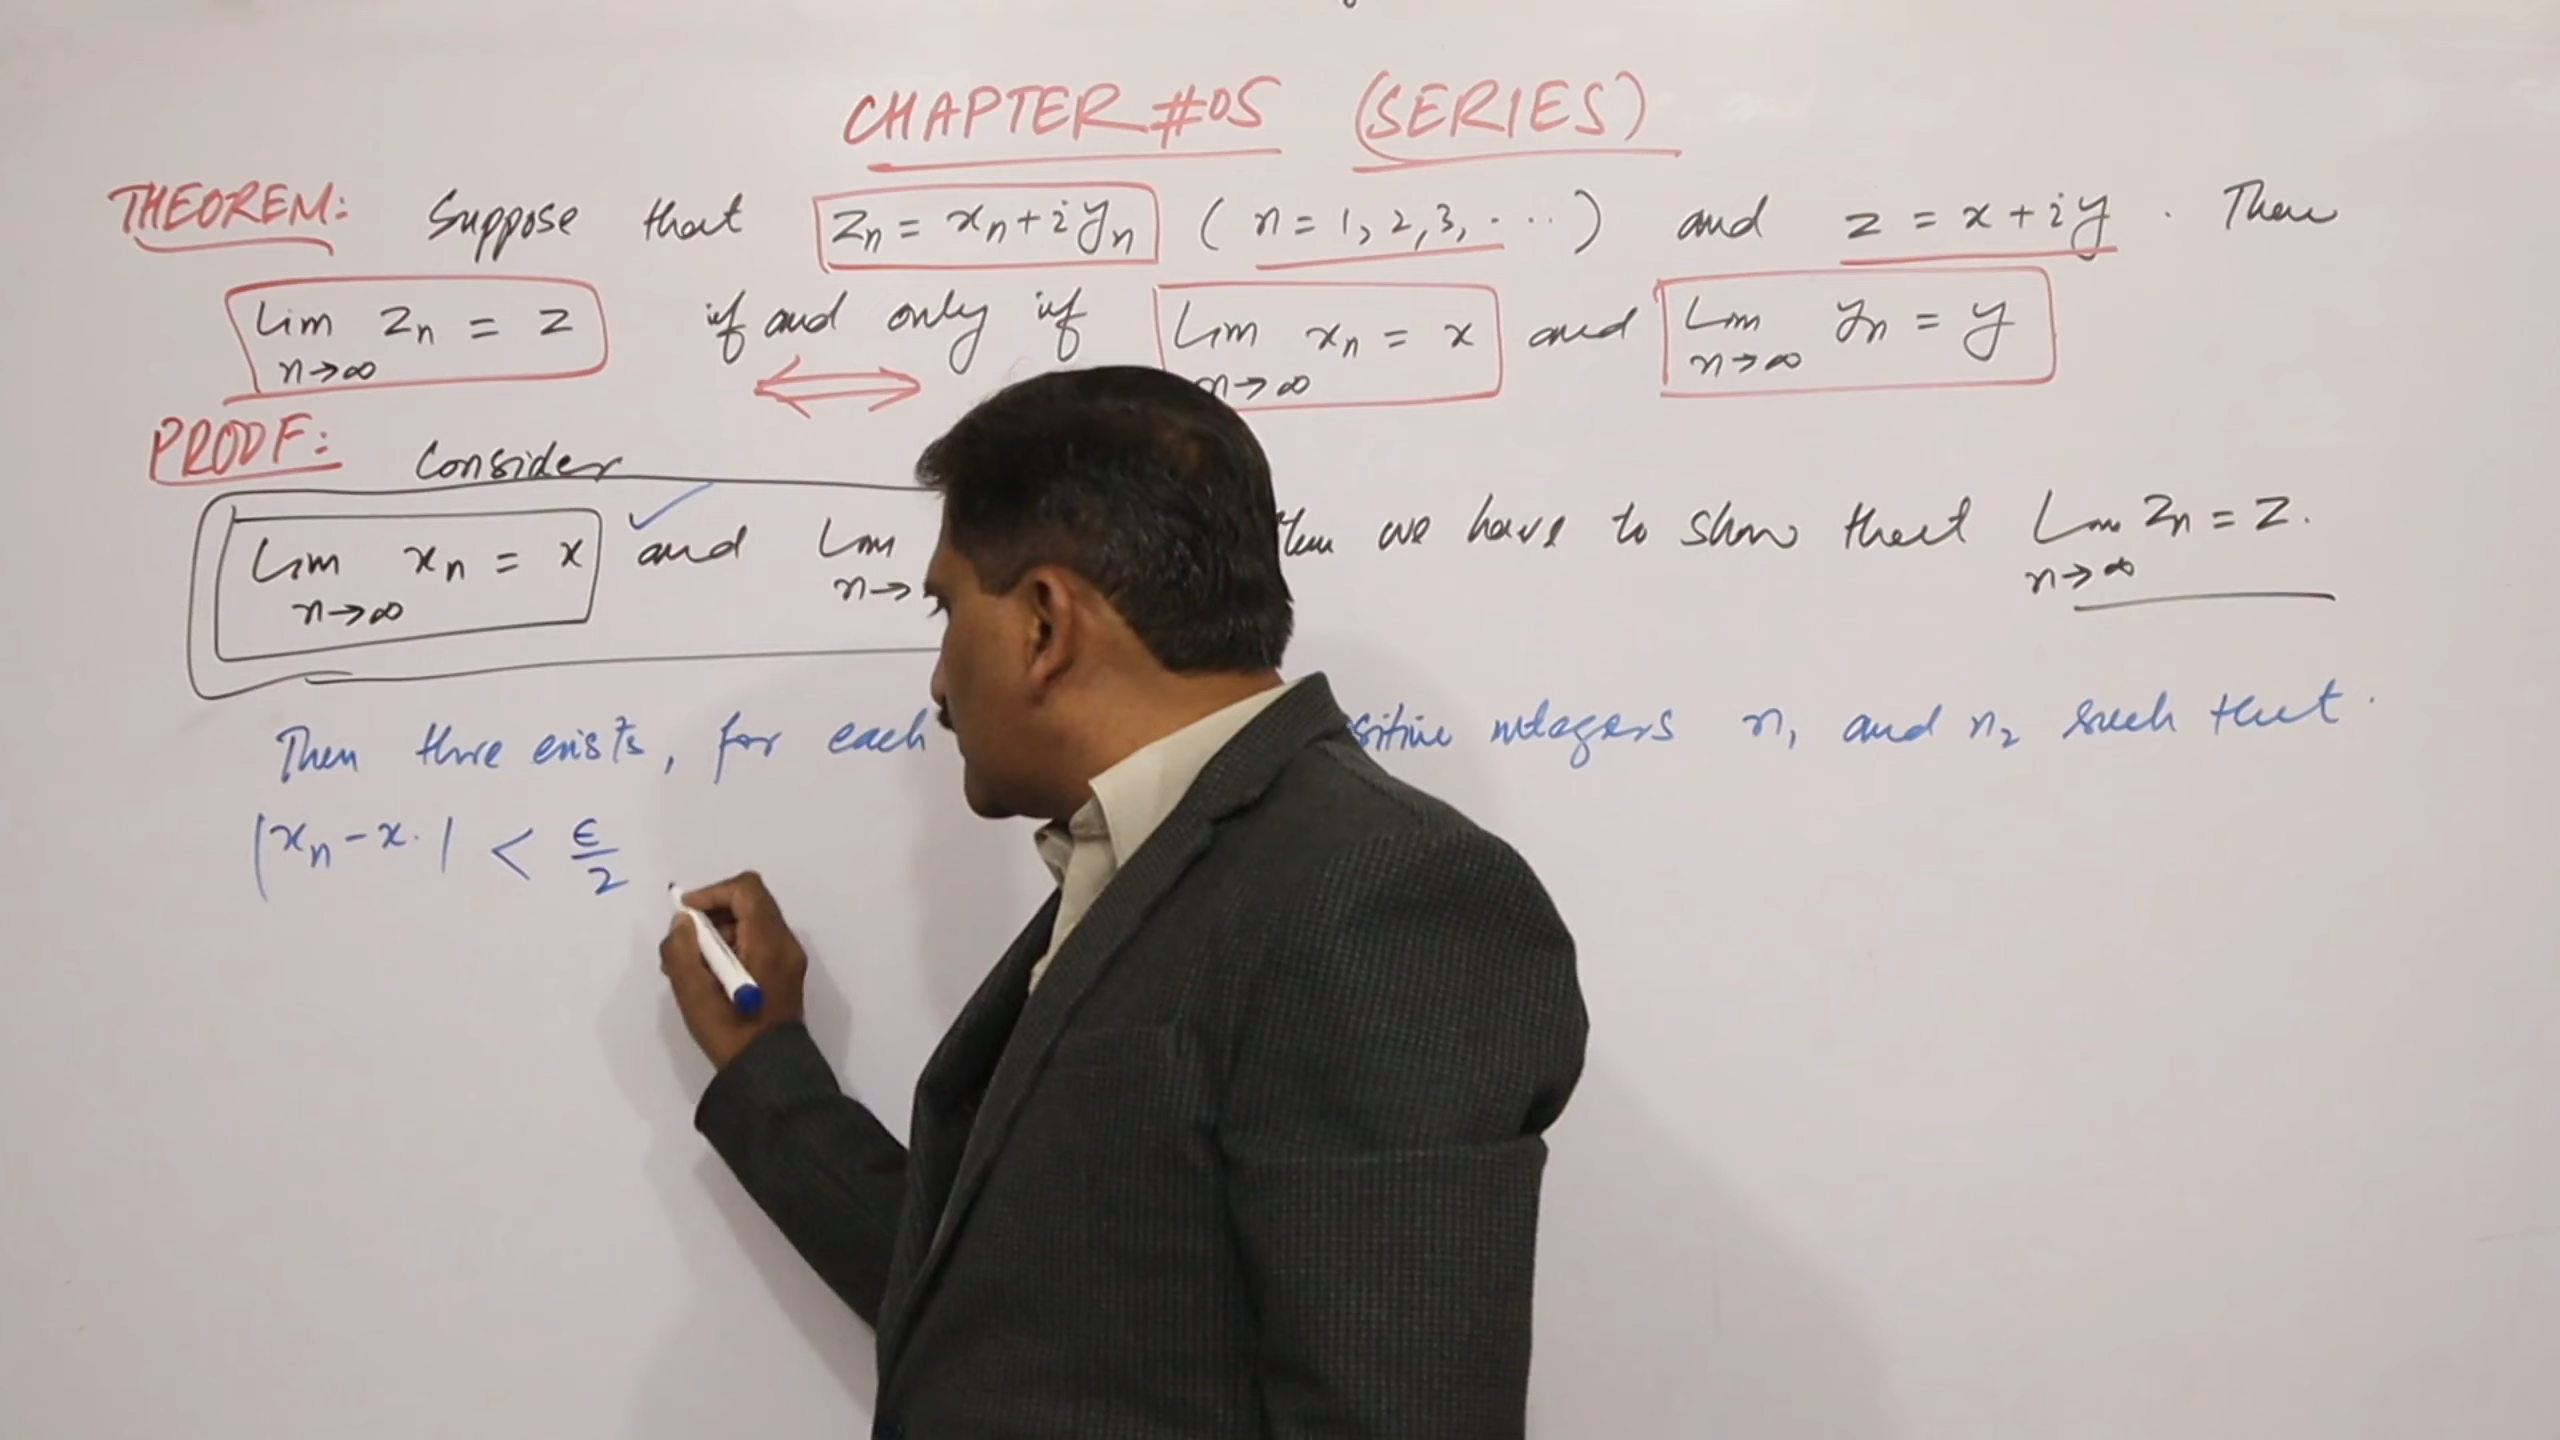 CHAPTER #05 (SERIES)
THEOREM: Suppose that zn = xn + iyn ( n = 1, 2, 3, ... ) and z = x + iy . Then
Lim n→∞ zn = z if and only if Lim n→∞ xn = x and Lim n→∞ yn = y
PROOF: Consider
Lim n→∞ xn = x and Lim n→ then we have to show that Lim n→∞ zn = z.
Then there exists, for each integers n1 and n2 such that.
|xn - x.| < ϵ/2